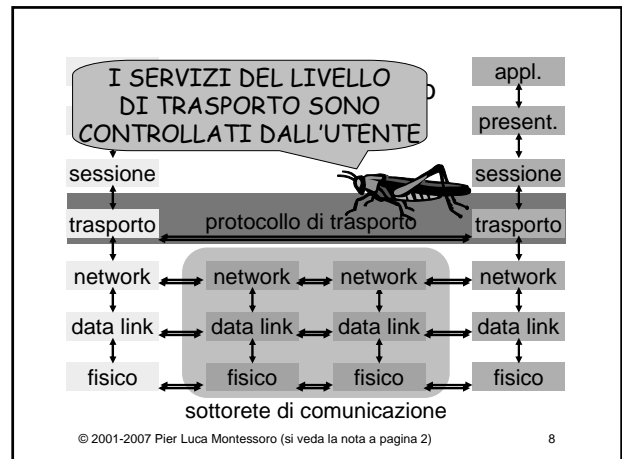 I SERVIZI DEL LIVELLO
DI TRASPORTO SONO
CONTROLLATI DALL'UTENTE
appl.
present.
sessione sessione
trasporto protocollo di trasporto trasporto
network network network network
data link data link data link data link
fisico fisico fisico fisico
sottorete di comunicazione
© 2001-2007 Pier Luca Montessoro (si veda la nota a pagina 2) 8